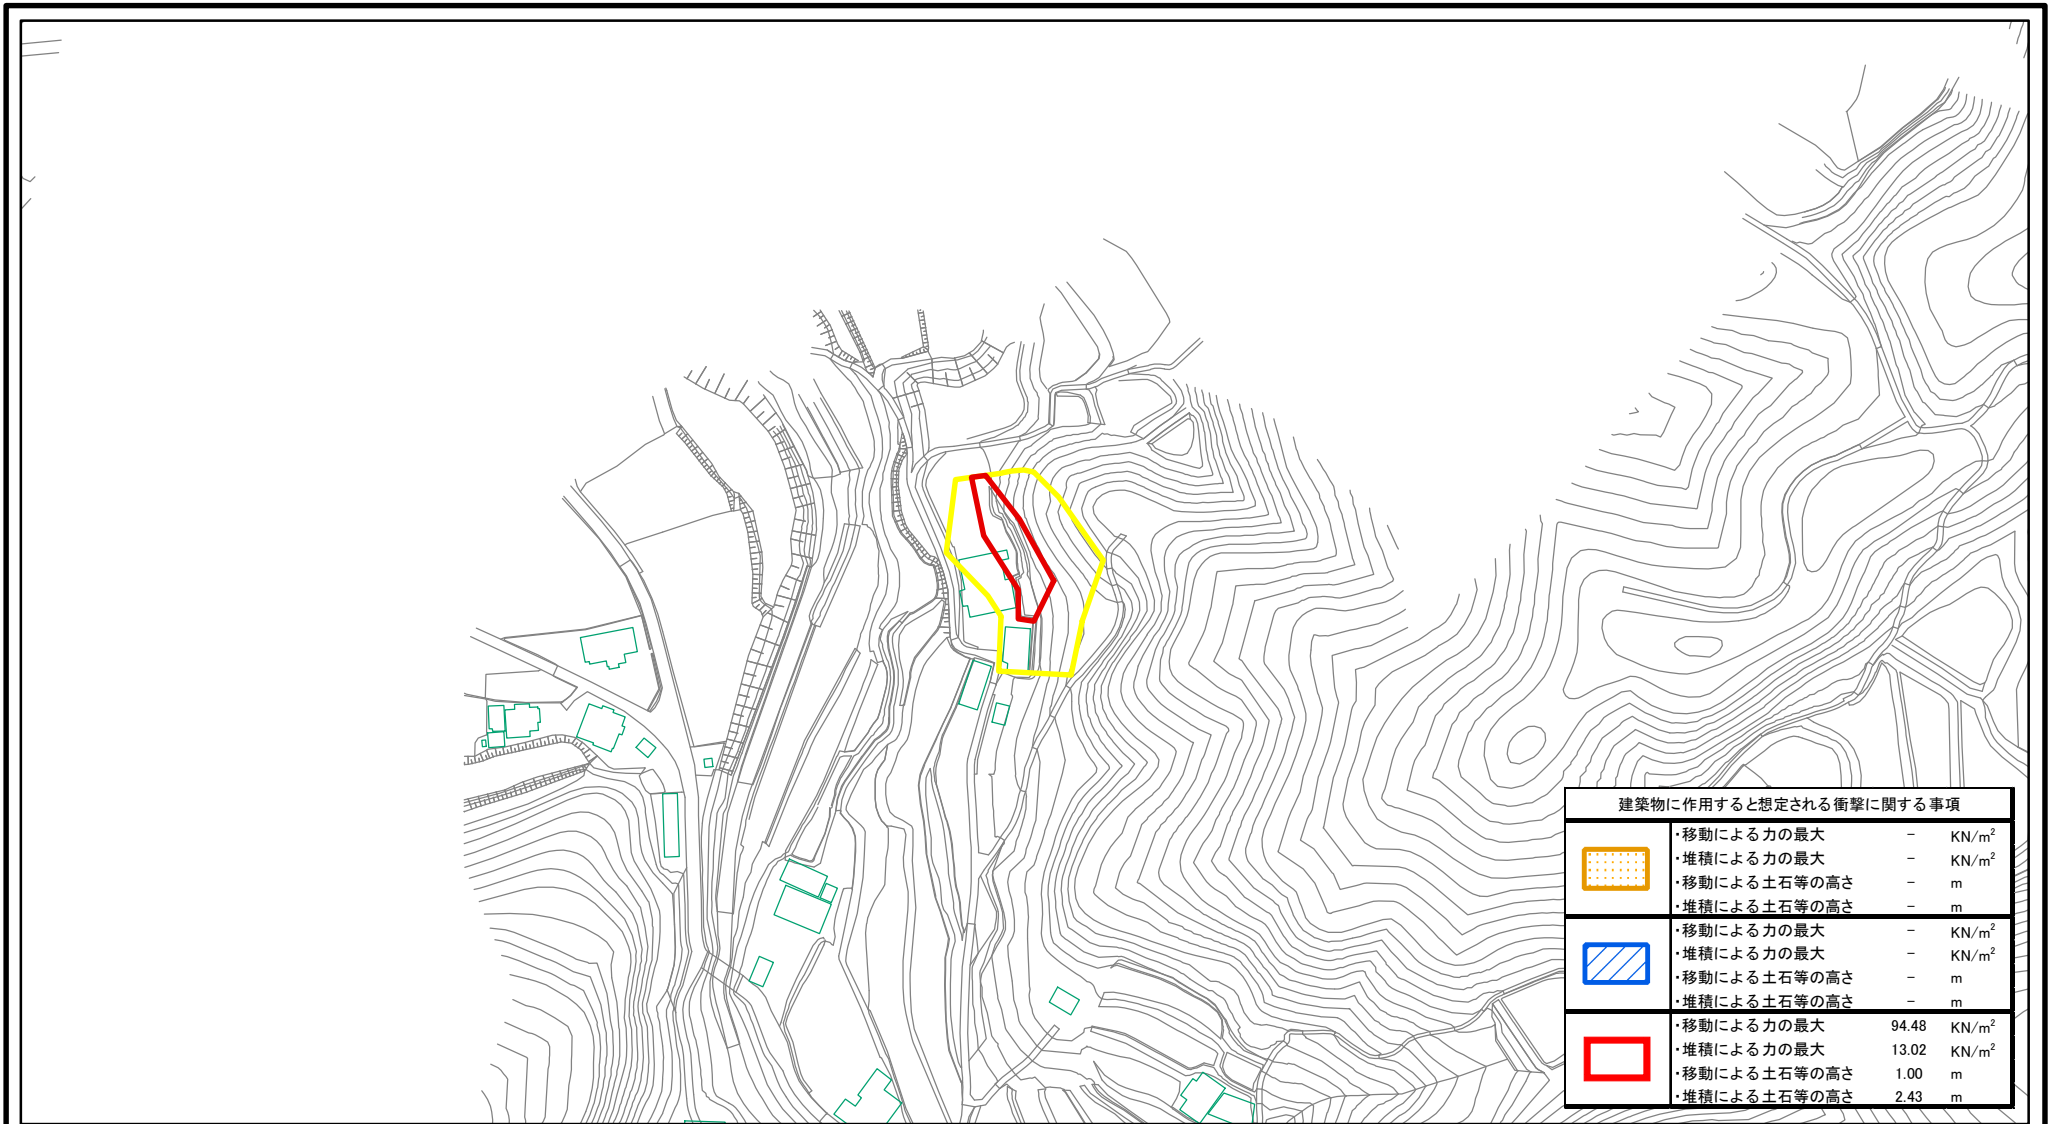 建築物に作用すると想定される衝撃に関する事項
・移動による力の最大 － KN/m²
・堆積による力の最大 － KN/m²
・移動による土石等の高さ － m
・堆積による土石等の高さ － m
・移動による力の最大 － KN/m²
・堆積による力の最大 － KN/m²
・移動による土石等の高さ － m
・堆積による土石等の高さ － m
・移動による力の最大 94.48 KN/m²
・堆積による力の最大 13.02 KN/m²
・移動による土石等の高さ 1.00 m
・堆積による土石等の高さ 2.43 m